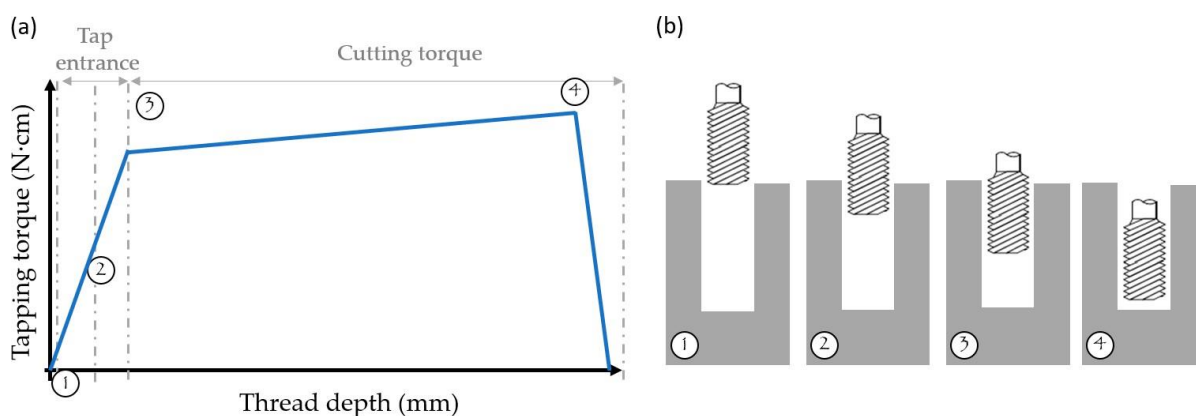 (a)
Tap
entrance
Cutting torque
3
4
Tapping torque (N·cm)
2
1
Thread depth (mm)
(b)
1
2
3
4